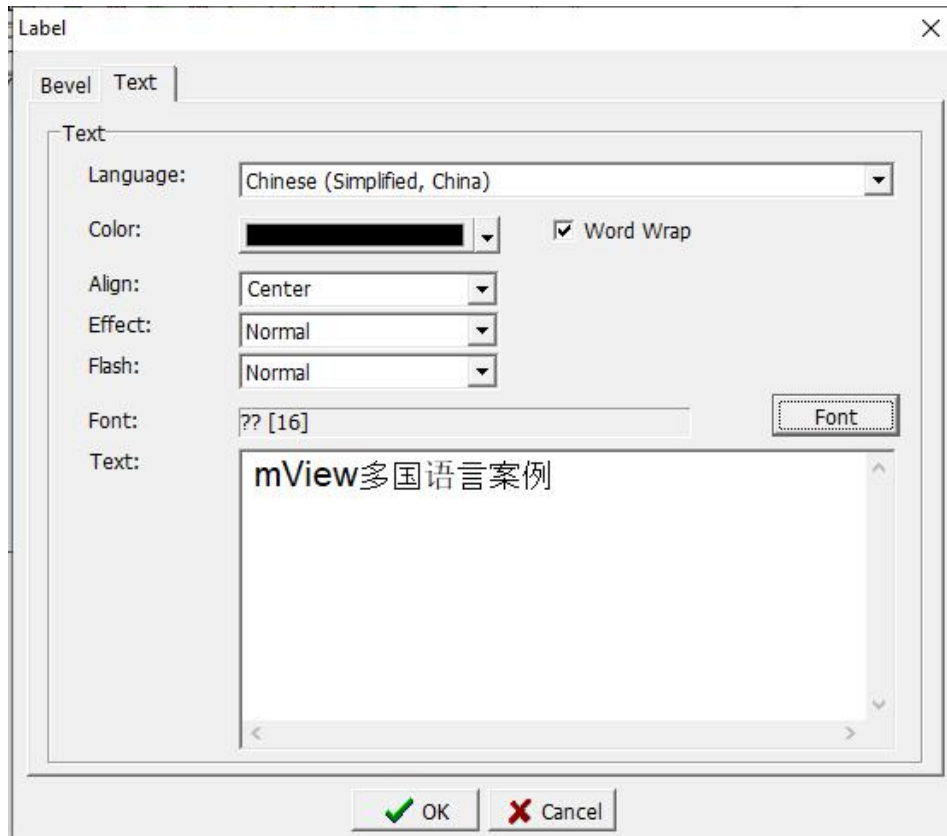 Label
Bevel Text
Text
Language: Chinese (Simplified, China)
Color: Word Wrap
Align: Center
Effect: Normal
Flash: Normal
Font: ?? [16] Font
Text: mView多国语言案例
OK Cancel